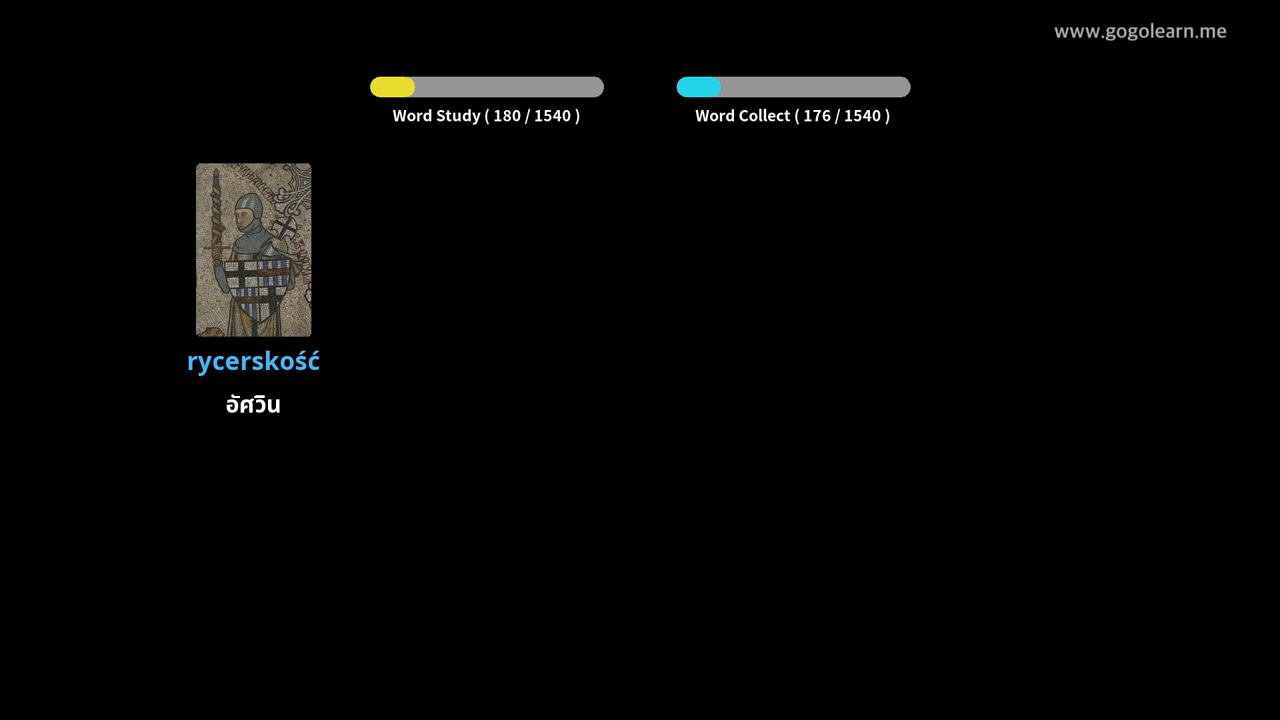 www.gogolearn.me
Word Study ( 180 / 1540 )
Word Collect ( 176 / 1540 )
rycerskość
อัศวิน